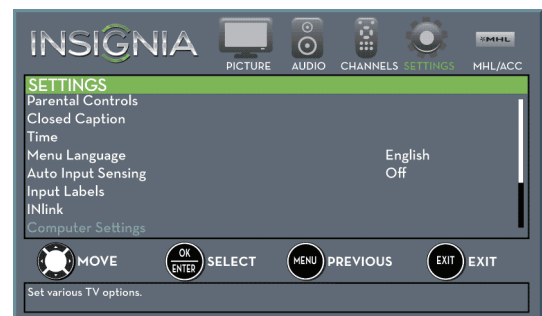 INSIGNIA
PICTURE AUDIO CHANNELS SETTINGS MHL/ACC
MHL
SETTINGS
Parental Controls
Closed Caption
Time
Menu Language English
Auto Input Sensing Off
Input Labels
INlink
Computer Settings
MOVE OK ENTER SELECT MENU PREVIOUS EXIT EXIT
Set various TV options.